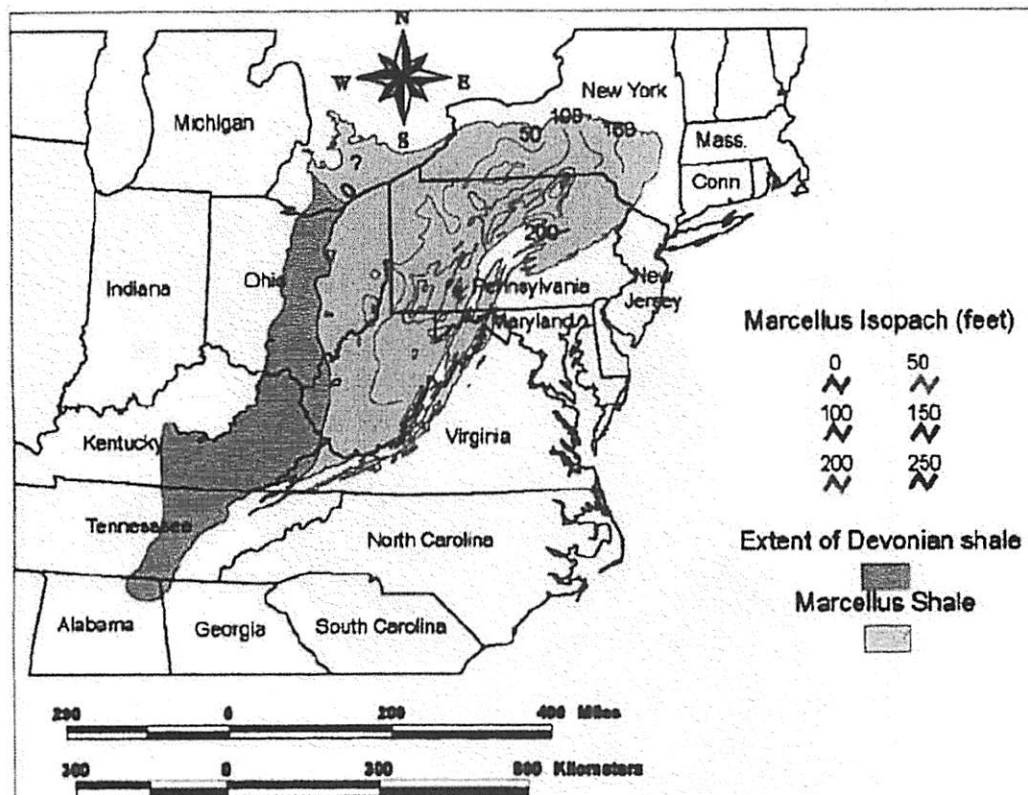 N
W E
S
Michigan
New York
100
50 150
Mass.
Conn
?
0
200
Indiana
Ohio
Pennsylvania
New
Jersey
Maryland
Kentucky
Virginia
Tennessee
North Carolina
Alabama
Georgia
South Carolina
Marcellus Isopach (feet)
0 50
100 150
200 250
Extent of Devonian shale
Marcellus Shale
200 0 200 400 Miles
300 0 300 600 Kilometers